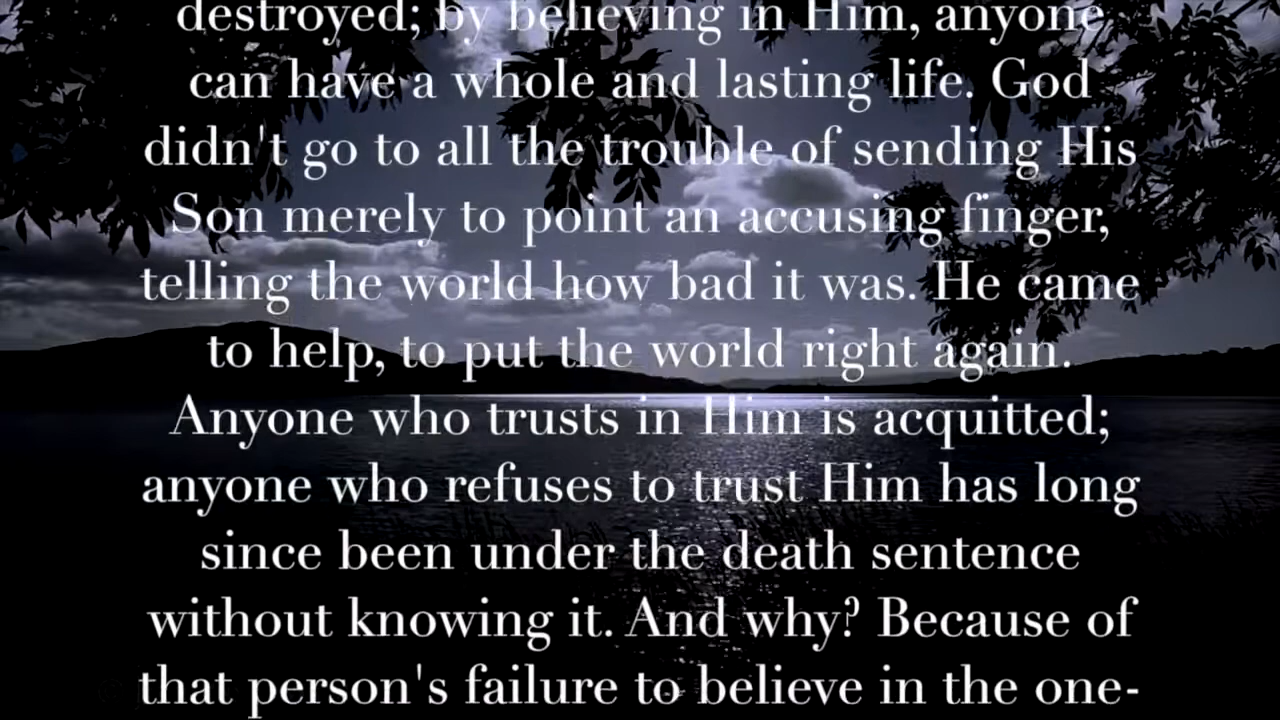 destroyed; by believing in Him, anyone
can have a whole and lasting life. God
didn't go to all the trouble of sending His
Son merely to point an accusing finger,
telling the world how bad it was. He came
to help, to put the world right again.
Anyone who trusts in Him is acquitted;
anyone who refuses to trust Him has long
since been under the death sentence
without knowing it. And why? Because of
that person's failure to believe in the one-